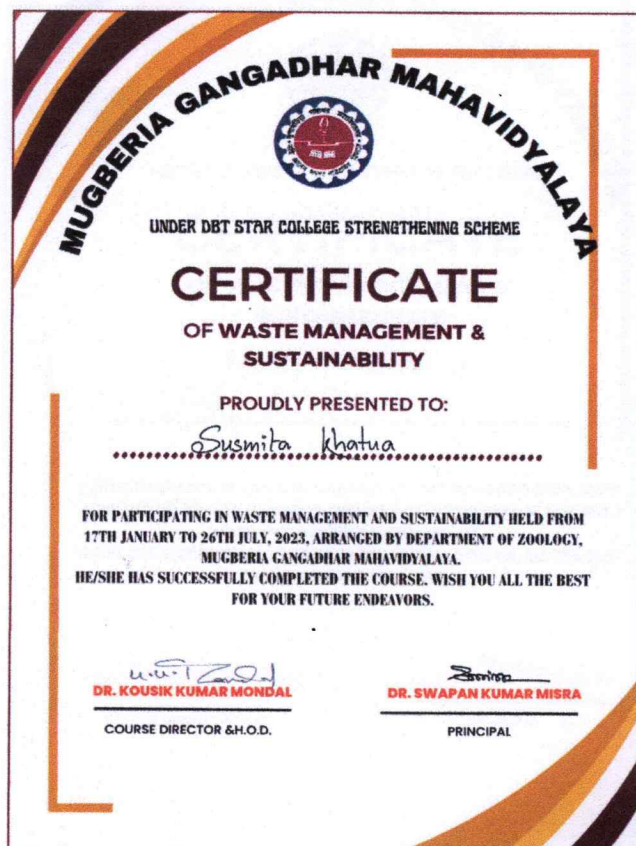 MUGBERIA GANGADHAR MAHAVIDYALAYA
UNDER DBT STAR COLLEGE STRENGTHENING SCHEME
CERTIFICATE
OF WASTE MANAGEMENT &
SUSTAINABILITY
PROUDLY PRESENTED TO:
Susmita Khatua
FOR PARTICIPATING IN WASTE MANAGEMENT AND SUSTAINABILITY HELD FROM
17TH JANUARY TO 26TH JULY, 2023, ARRANGED BY DEPARTMENT OF ZOOLOGY,
MUGBERIA GANGADHAR MAHAVIDYALAYA.
HE/SHE HAS SUCCESSFULLY COMPLETED THE COURSE. WISH YOU ALL THE BEST
FOR YOUR FUTURE ENDEAVORS.
DR. KOUSIK KUMAR MONDAL
COURSE DIRECTOR &H.O.D.
DR. SWAPAN KUMAR MISRA
PRINCIPAL